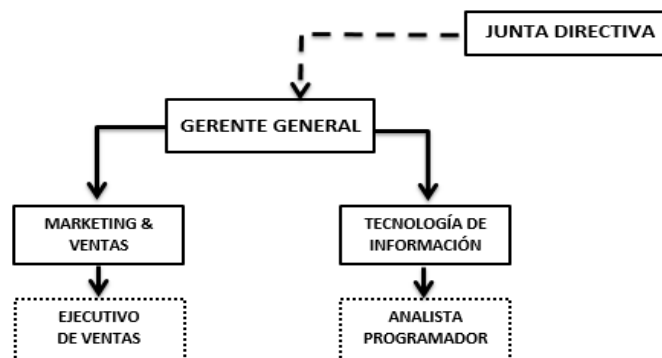 JUNTA DIRECTIVA
GERENTE GENERAL
MARKETING &
VENTAS
TECNOLOGÍA DE
INFORMACIÓN
EJECUTIVO
DE VENTAS
ANALISTA
PROGRAMADOR